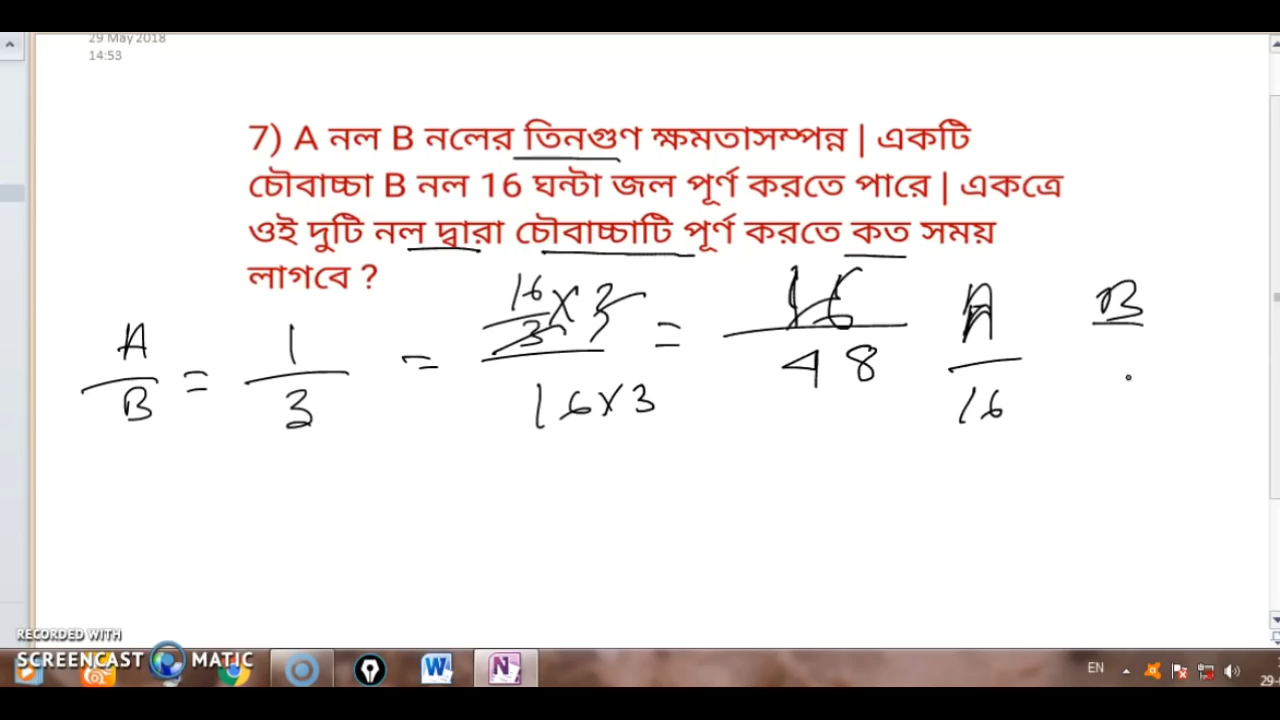 29 May 2018
14:53
7) A নল B নলের তিনগুণ ক্ষমতাসম্পন্ন | একটি
চৌবাচ্চা B নল 16 ঘন্টা জল পূর্ণ করতে পারে | একত্রে
ওই দুটি নল দ্বারা চৌবাচ্চাটি পূর্ণ করতে কত সময়
লাগবে ?
A/B = 1/3 = 16/3 × 3 / 16×3 = 16/48 A/16 B
RECORDED WITH
SCREENCAST MATIC
EN